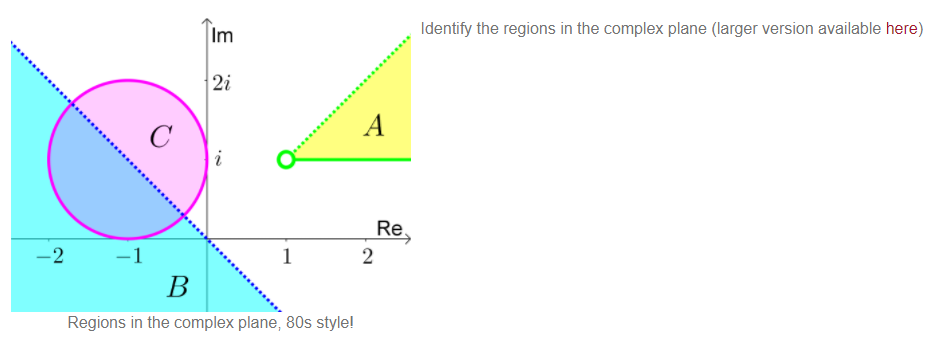 Im
Identify the regions in the complex plane (larger version available here)
2i
C
A
i
Re
−2
−1
1
2
B
Regions in the complex plane, 80s style!